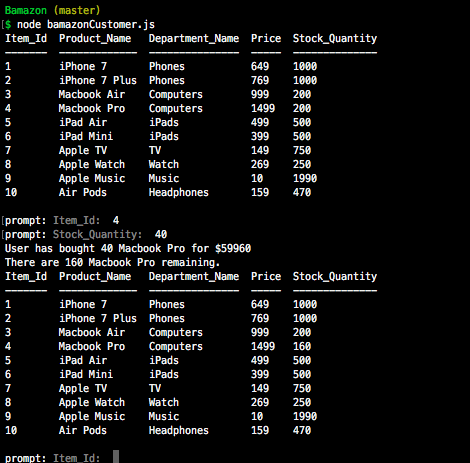 Bamazon (master)
$ node bamazonCustomer.js
Item_Id  Product_Name   Department_Name  Price  Stock_Quantity
-------  -------------  ---------------  -----  --------------
1        iPhone 7       Phones           649    1000
2        iPhone 7 Plus  Phones           769    1000
3        Macbook Air    Computers        999    200
4        Macbook Pro    Computers        1499   200
5        iPad Air       iPads            499    500
6        iPad Mini      iPads            399    500
7        Apple TV       TV               149    750
8        Apple Watch    Watch            269    250
9        Apple Music    Music            10     1990
10       Air Pods       Headphones       159    470
prompt: Item_Id:  4
prompt: Stock_Quantity:  40
User has bought 40 Macbook Pro for $59960
There are 160 Macbook Pro remaining.
Item_Id  Product_Name   Department_Name  Price  Stock_Quantity
-------  -------------  ---------------  -----  --------------
1        iPhone 7       Phones           649    1000
2        iPhone 7 Plus  Phones           769    1000
3        Macbook Air    Computers        999    200
4        Macbook Pro    Computers        1499   160
5        iPad Air       iPads            499    500
6        iPad Mini      iPads            399    500
7        Apple TV       TV               149    750
8        Apple Watch    Watch            269    250
9        Apple Music    Music            10     1990
10       Air Pods       Headphones       159    470
prompt: Item_Id: